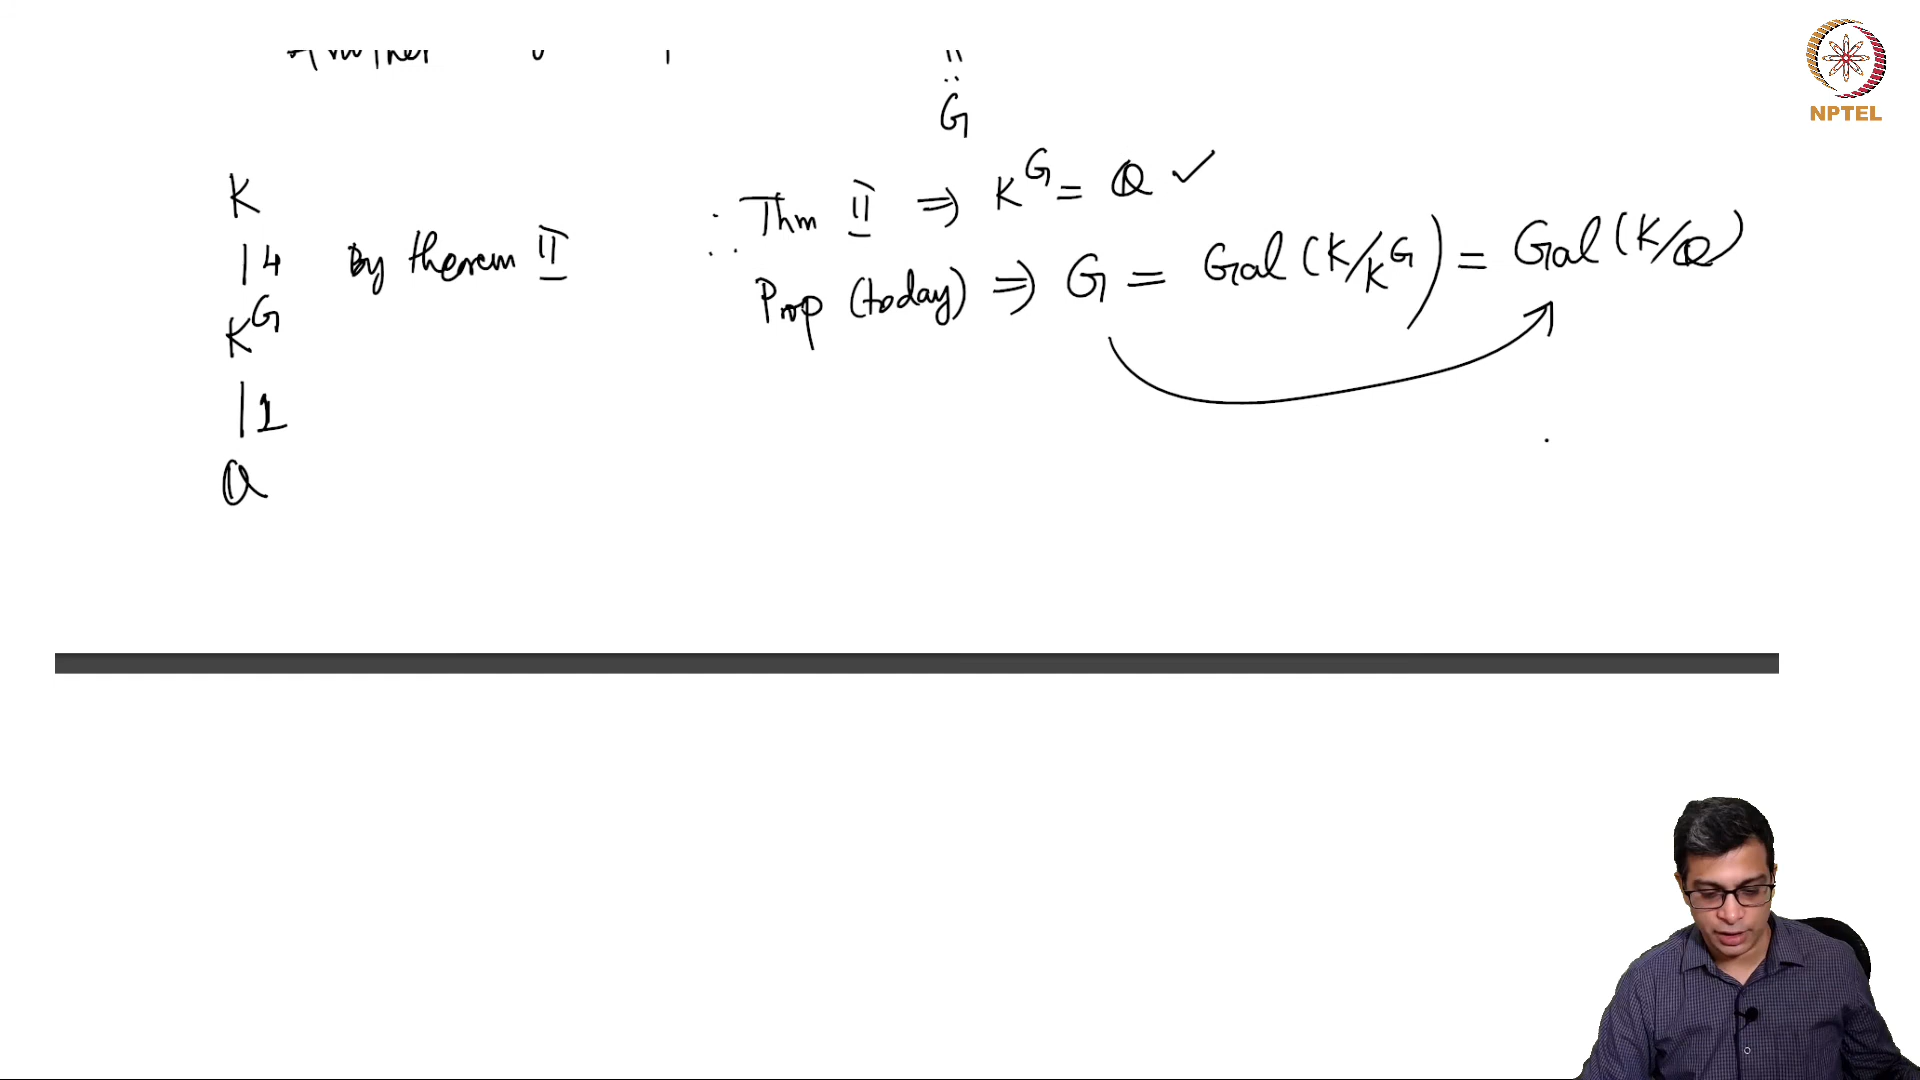 G
∴ Thm II ⇒ K^G = Q ✓
Prop (today) ⇒ G = Gal (K/K^G) = Gal (K/Q)
K
| 4 By theorem II
K^G
| 1
Q
NPTEL